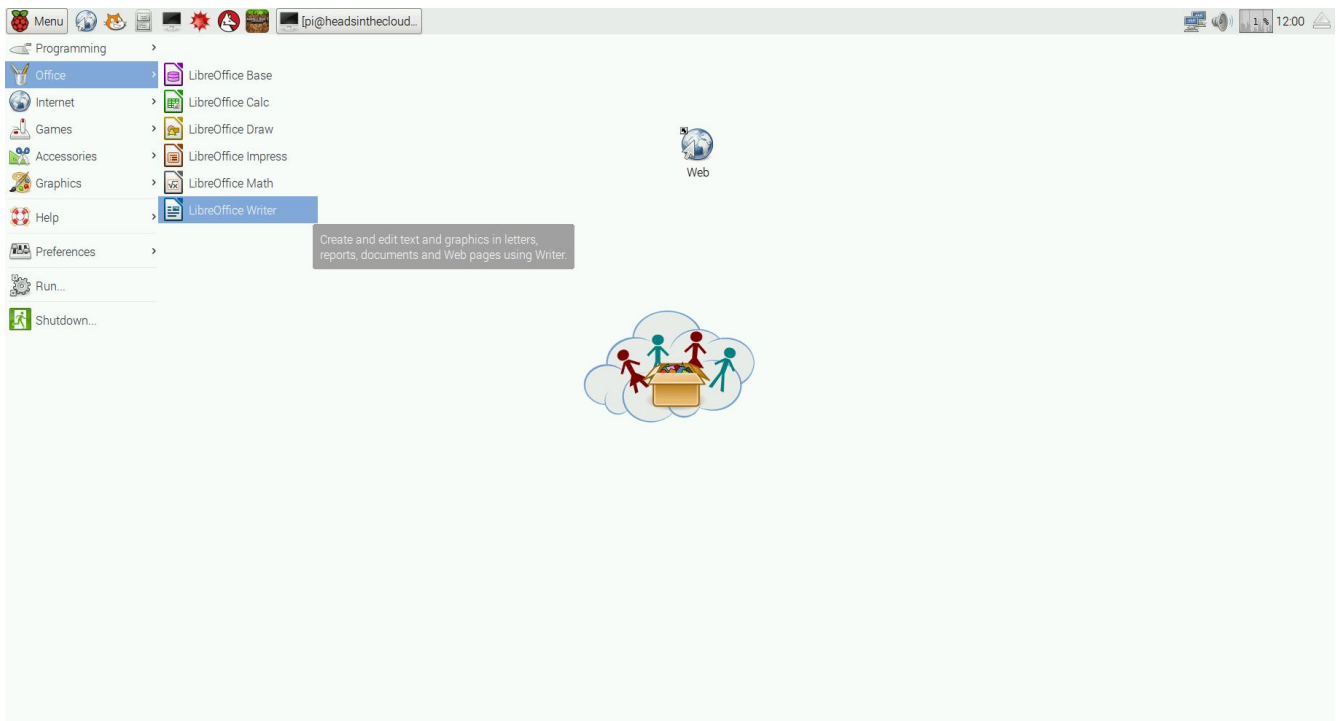 Menu
[pi@headsinthecloud...
1 %
12:00
Programming
Office
Internet
Games
Accessories
Graphics
Help
Preferences
Run...
Shutdown...
LibreOffice Base
LibreOffice Calc
LibreOffice Draw
LibreOffice Impress
LibreOffice Math
LibreOffice Writer
Create and edit text and graphics in letters,
reports, documents and Web pages using Writer.
Web